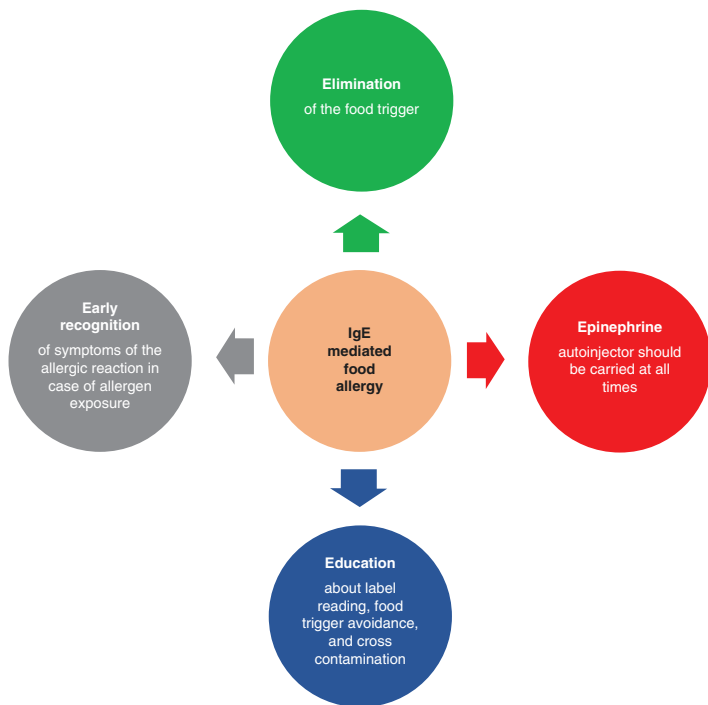 Elimination
of the food trigger
Early
recognition
of symptoms of the
allergic reaction in
case of allergen
exposure
IgE
mediated
food
allergy
Epinephrine
autoinjector should
be carried at all
times
Education
about label
reading, food
trigger avoidance,
and cross
contamination